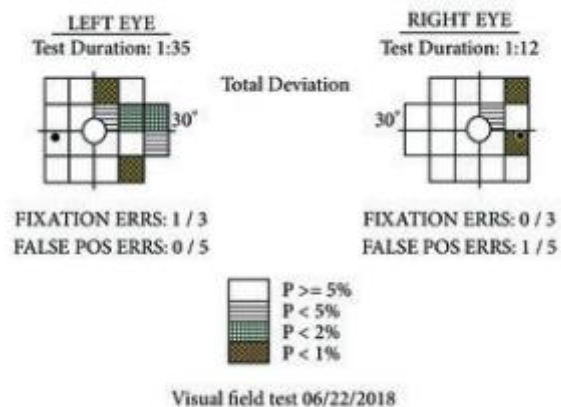 LEFT EYE
Test Duration: 1:35
RIGHT EYE
Test Duration: 1:12
Total Deviation
30°
30°
FIXATION ERRS: 1 / 3
FALSE POS ERRS: 0 / 5
FIXATION ERRS: 0 / 3
FALSE POS ERRS: 1 / 5
P >= 5%
P < 5%
P < 2%
P < 1%
Visual field test 06/22/2018